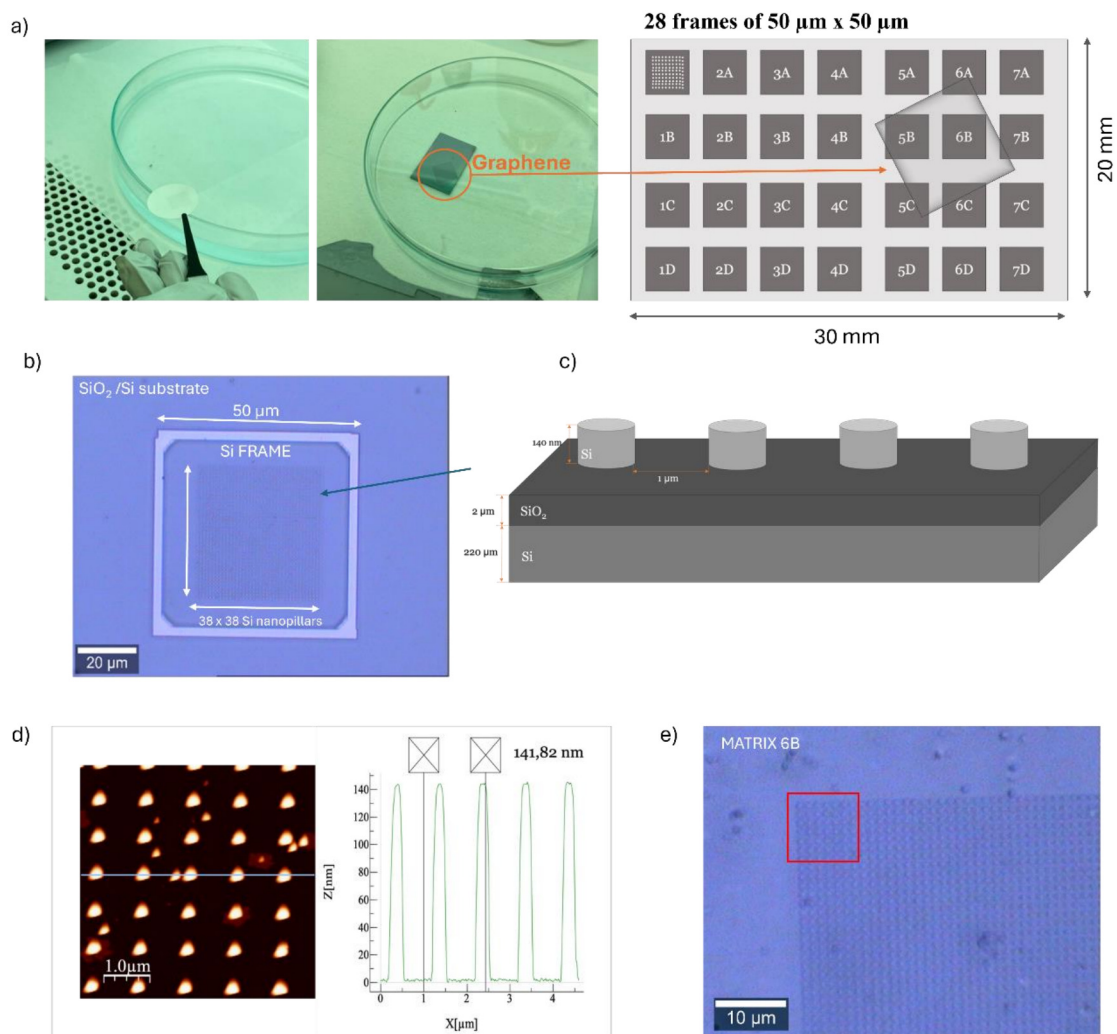 a)
28 frames of 50 µm x 50 µm
Graphene
2A 3A 4A 5A 6A 7A
1B 2B 3B 4B 5B 6B 7B
1C 2C 3C 4C 5C 6C 7C
1D 2D 3D 4D 5D 6D 7D
20 mm
30 mm
b)
SiO₂ /Si substrate
50 µm
Si FRAME
38 x 38 Si nanopillars
20 µm
c)
140 nm
Si
1 µm
2 µm
SiO₂
220 µm
Si
d)
1.0µm
141,82 nm
Z[nm]
140
120
100
80
60
40
20
0
0 1 2 3 4
X[µm]
e)
MATRIX 6B
10 µm